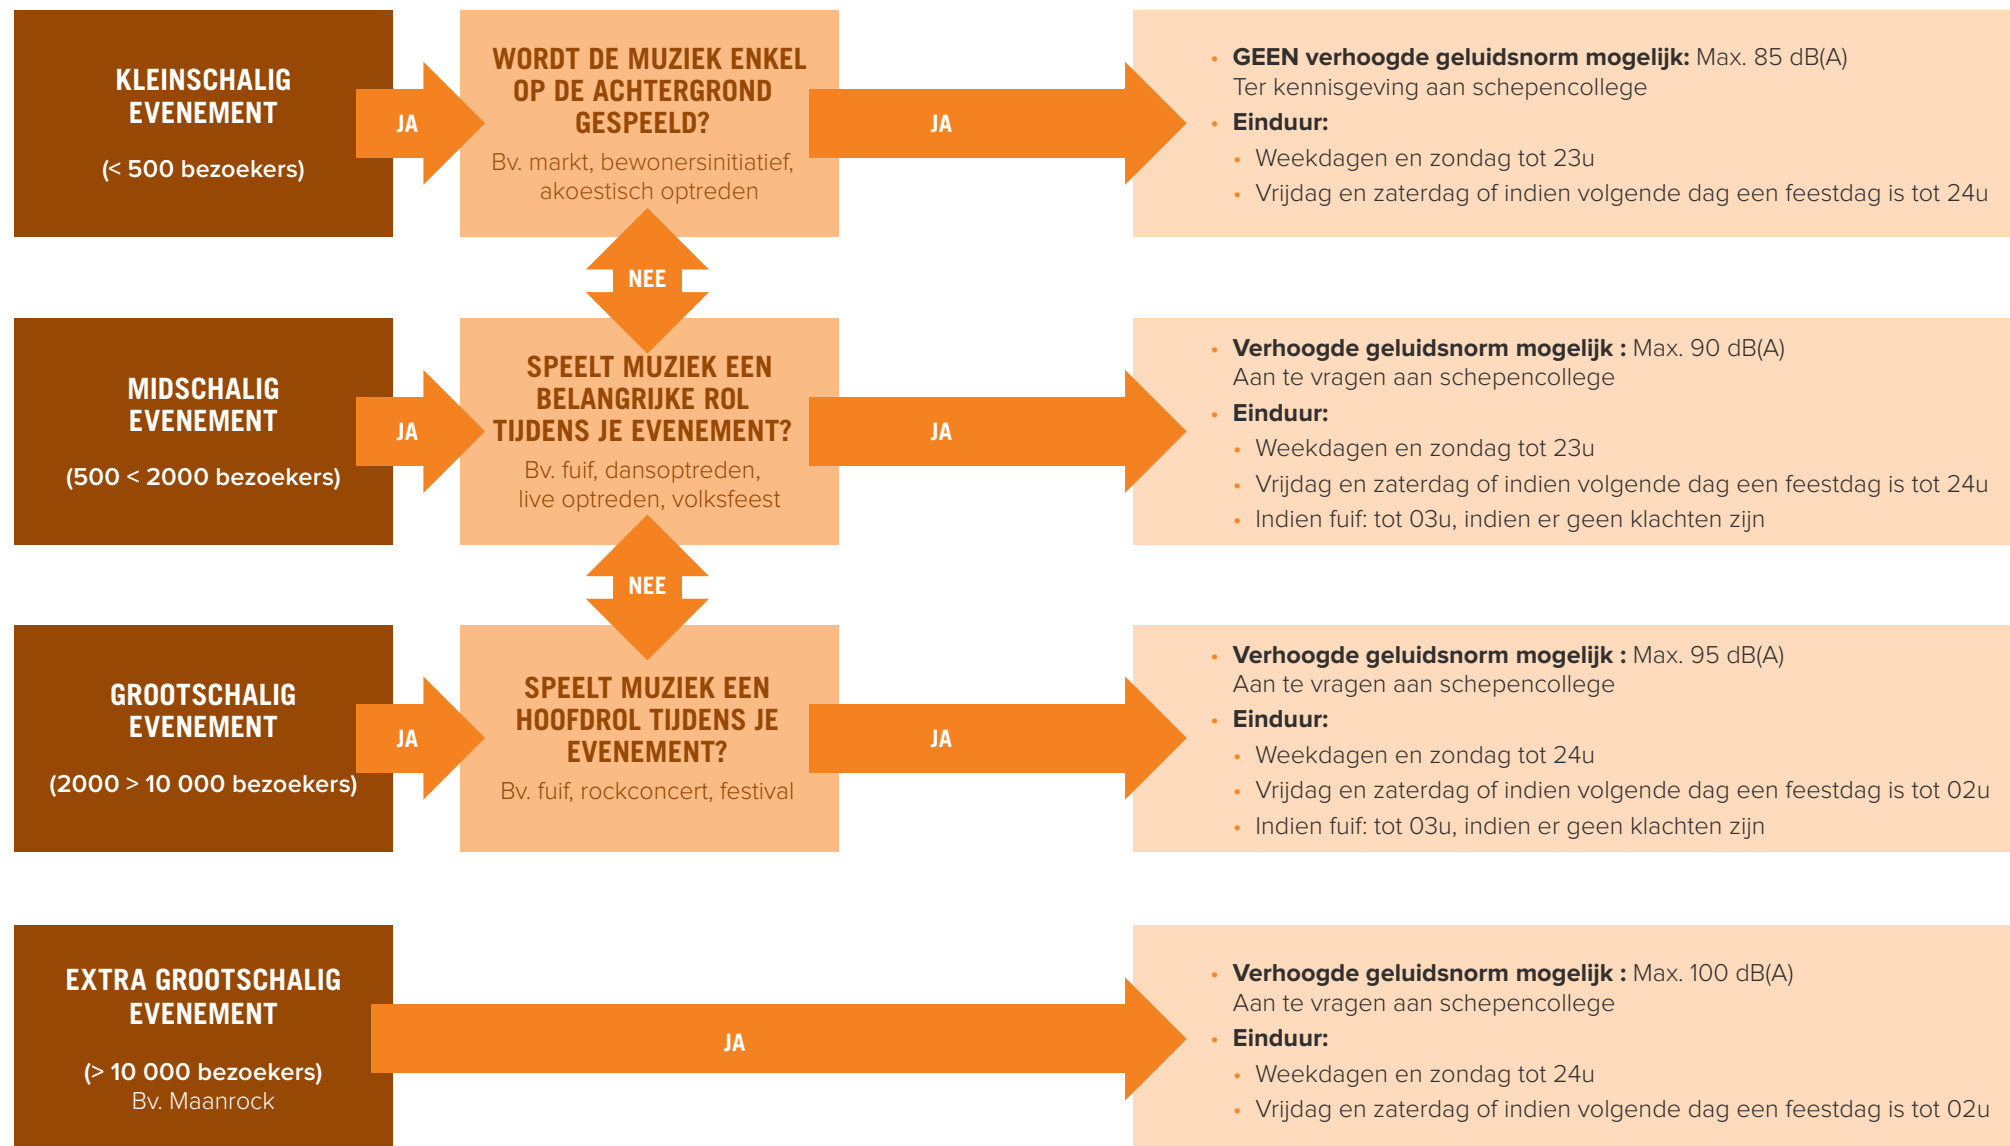 KLEINSCHALIG
EVENEMENT
(< 500 bezoekers)
JA
WORDT DE MUZIEK ENKEL
OP DE ACHTERGROND
GESPEELD?
Bv. markt, bewonersinitiatief,
akoestisch optreden
JA
• GEEN verhoogde geluidsnorm mogelijk: Max. 85 dB(A)
Ter kennisgeving aan schepencollege
• Einduur:
• Weekdagen en zondag tot 23u
• Vrijdag en zaterdag of indien volgende dag een feestdag is tot 24u
NEE
MIDSCHALIG
EVENEMENT
(500 < 2000 bezoekers)
JA
SPEELT MUZIEK EEN
BELANGRIJKE ROL
TIJDENS JE EVENEMENT?
Bv. fuif, dansoptreden,
live optreden, volksfeest
JA
• Verhoogde geluidsnorm mogelijk : Max. 90 dB(A)
Aan te vragen aan schepencollege
• Einduur:
• Weekdagen en zondag tot 23u
• Vrijdag en zaterdag of indien volgende dag een feestdag is tot 24u
• Indien fuif: tot 03u, indien er geen klachten zijn
NEE
GROOTSCHALIG
EVENEMENT
(2000 > 10 000 bezoekers)
JA
SPEELT MUZIEK EEN
HOOFDROL TIJDENS JE
EVENEMENT?
Bv. fuif, rockconcert, festival
JA
• Verhoogde geluidsnorm mogelijk : Max. 95 dB(A)
Aan te vragen aan schepencollege
• Einduur:
• Weekdagen en zondag tot 24u
• Vrijdag en zaterdag of indien volgende dag een feestdag is tot 02u
• Indien fuif: tot 03u, indien er geen klachten zijn
EXTRA GROOTSCHALIG
EVENEMENT
(> 10 000 bezoekers)
Bv. Maanrock
JA
• Verhoogde geluidsnorm mogelijk : Max. 100 dB(A)
Aan te vragen aan schepencollege
• Einduur:
• Weekdagen en zondag tot 24u
• Vrijdag en zaterdag of indien volgende dag een feestdag is tot 02u